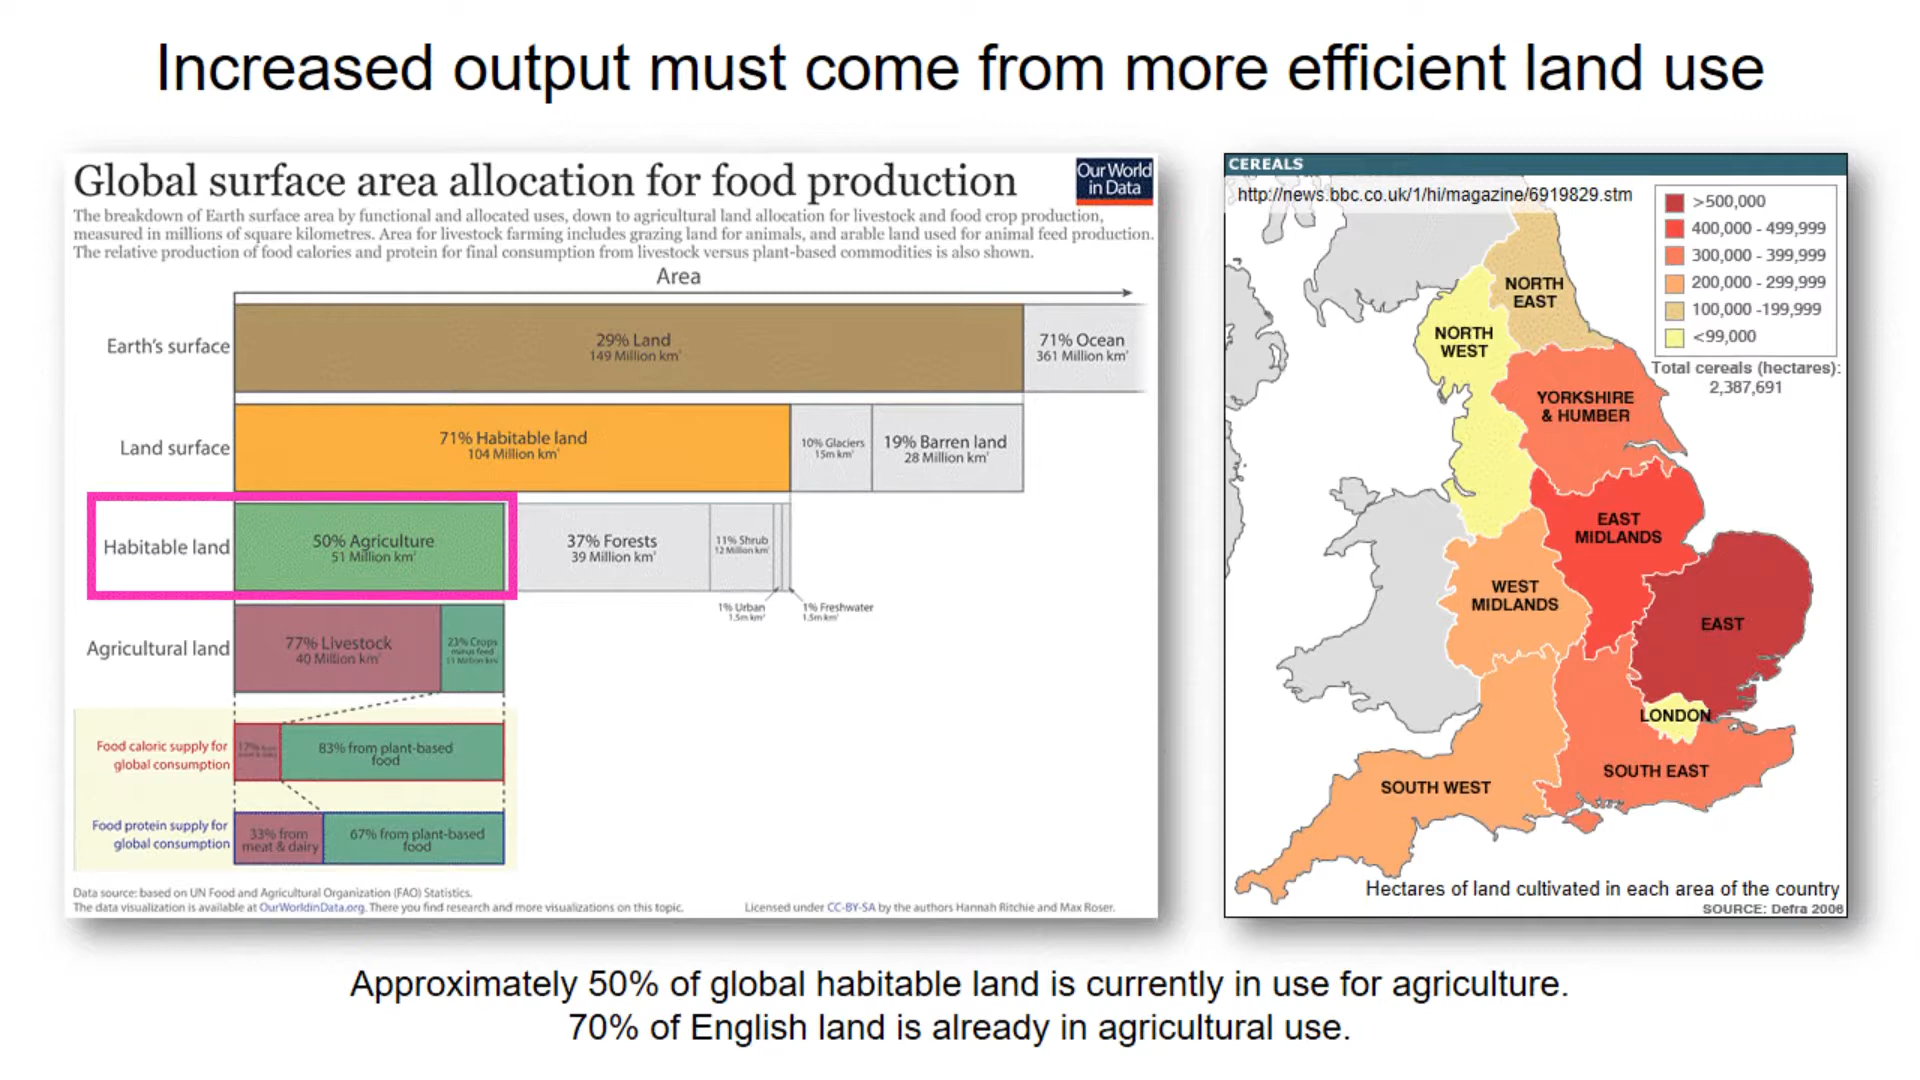 Increased output must come from more efficient land use
Global surface area allocation for food production
Our World
in Data
The breakdown of Earth surface area by functional and allocated uses, down to agricultural land allocation for livestock and food crop production,
measured in millions of square kilometres. Area for livestock farming includes grazing land for animals, and arable land used for animal feed production.
The relative production of food calories and protein for final consumption from livestock versus plant-based commodities is also shown.
Area
Earth's surface
29% Land
149 Million km²
71% Ocean
361 Million km²
Land surface
71% Habitable land
104 Million km²
10% Glaciers
15m km²
19% Barren land
28 Million km²
Habitable land
50% Agriculture
51 Million km²
37% Forests
39 Million km²
11% Shrub
12 Million km²
1% Urban
1.5m km²
1% Freshwater
1.5m km²
Agricultural land
77% Livestock
40 Million km²
23% Crops
minus feed
11 Million km²
Food caloric supply for
global consumption
17% from
meat & dairy
83% from plant-based
food
Food protein supply for
global consumption
33% from
meat & dairy
67% from plant-based
food
Data source: based on UN Food and Agricultural Organization (FAO) Statistics.
The data visualization is available at OurWorldinData.org. There you find research and more visualizations on this topic.
Licensed under CC-BY-SA by the authors Hannah Ritchie and Max Roser.
CEREALS
http://news.bbc.co.uk/1/hi/magazine/6919829.stm
>500,000
400,000 - 499,999
300,000 - 399,999
200,000 - 299,999
100,000 -199,999
<99,000
Total cereals (hectares):
2,387,691
NORTH
EAST
NORTH
WEST
YORKSHIRE
& HUMBER
EAST
MIDLANDS
WEST
MIDLANDS
EAST
LONDON
SOUTH EAST
SOUTH WEST
Hectares of land cultivated in each area of the country
SOURCE: Defra 2006
Approximately 50% of global habitable land is currently in use for agriculture.
70% of English land is already in agricultural use.